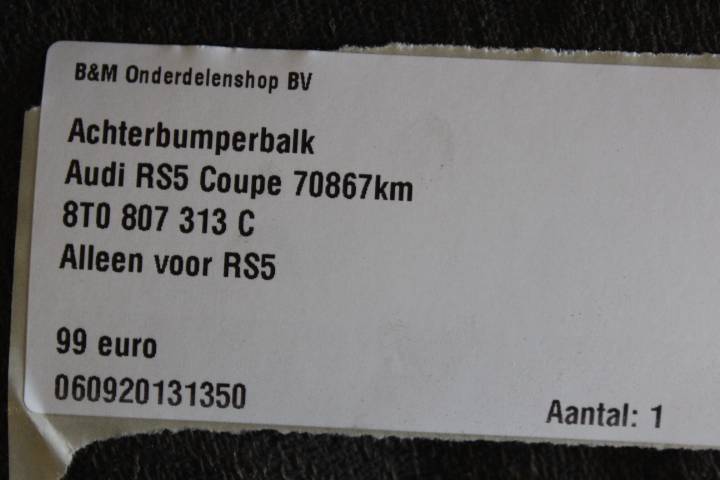 B&M Onderdelenshop BV
Achterbumperbalk
Audi RS5 Coupe 70867km
8T0 807 313 C
Alleen voor RS5
99 euro
060920131350
Aantal: 1